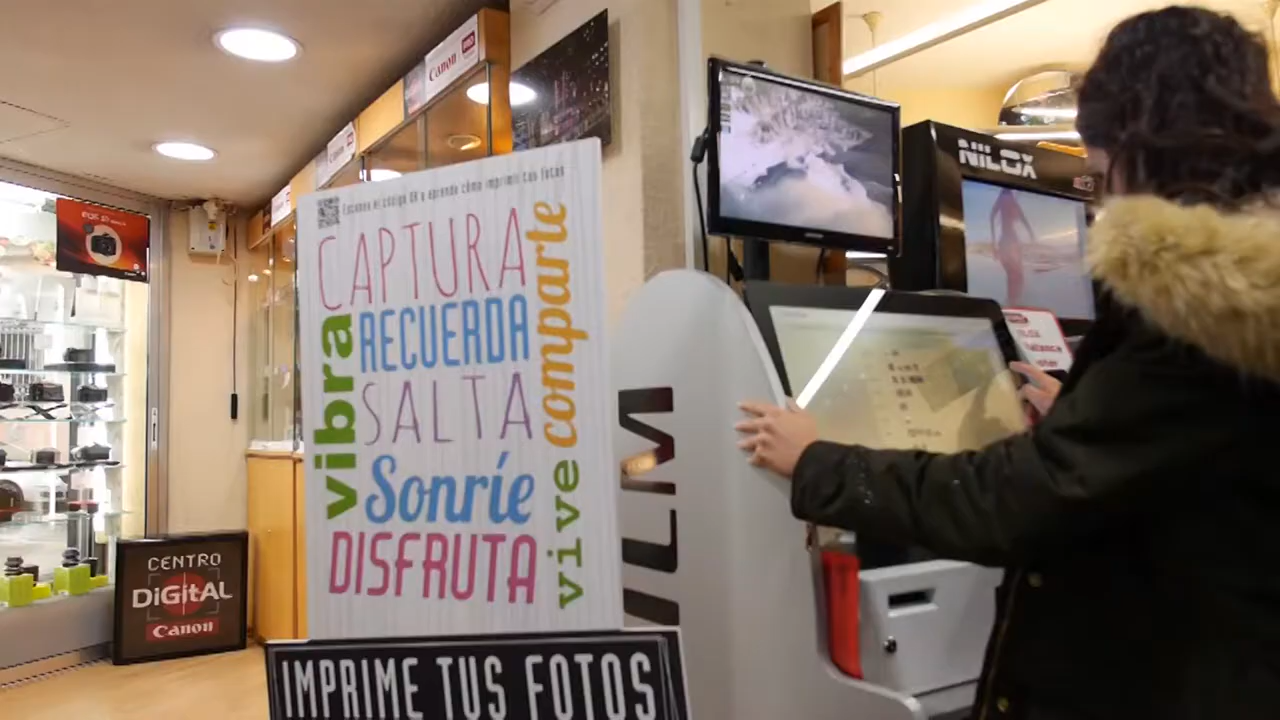 Canon
Canon
NILOX
Escanea el código QR y aprende cómo imprimir tus fotos
CAPTURA
RECUERDA
SALTA
Sonríe
DISFRUTA
vibra
comparte
vive
ILM
CENTRO
DiGitAL
Canon
IMPRIME TUS FOTOS